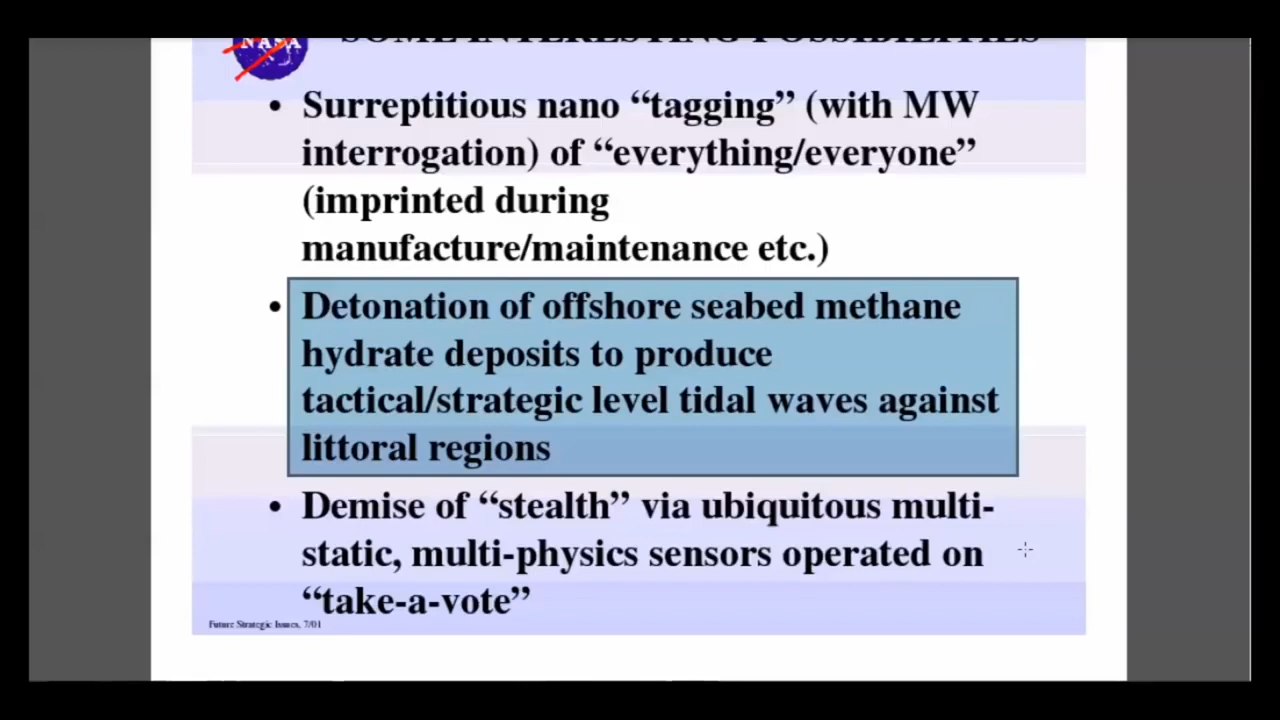 NASA
SOME INTERESTING POSSIBILITIES
• Surreptitious nano “tagging” (with MW
interrogation) of “everything/everyone”
(imprinted during
manufacture/maintenance etc.)
• Detonation of offshore seabed methane
hydrate deposits to produce
tactical/strategic level tidal waves against
littoral regions
• Demise of “stealth” via ubiquitous multi-
static, multi-physics sensors operated on
“take-a-vote”
Future Strategic Issues, 7/01